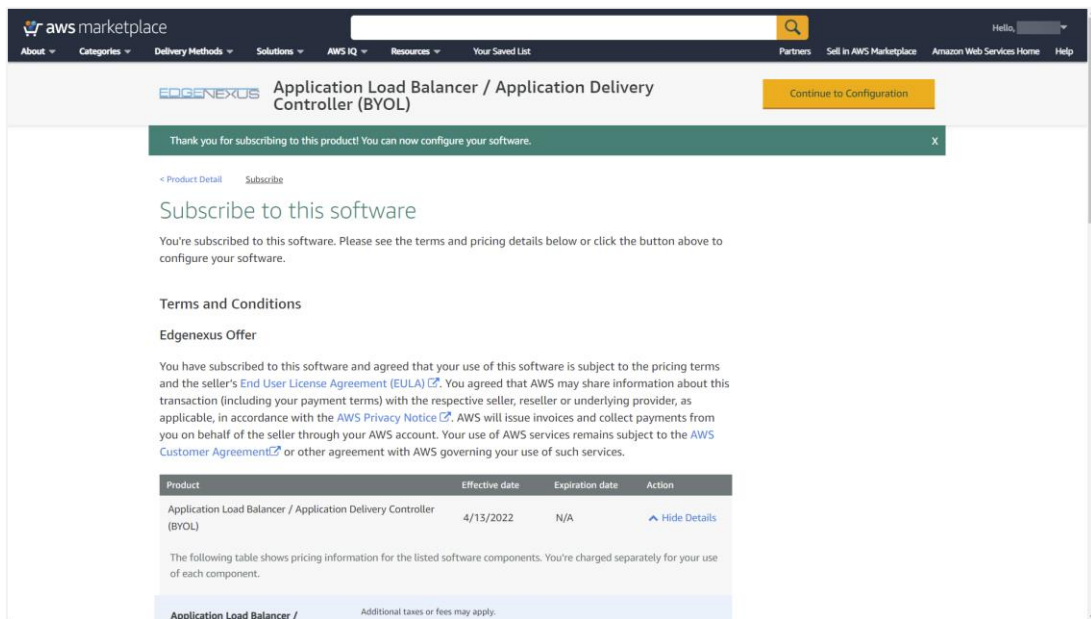 aws marketplace
Hello,
About Categories Delivery Methods Solutions AWS IQ Resources Your Saved List Partners Sell in AWS Marketplace Amazon Web Services Home Help
EDGENEXUS
Application Load Balancer / Application Delivery
Controller (BYOL)
Continue to Configuration
Thank you for subscribing to this product! You can now configure your software. X
< Product Detail Subscribe
Subscribe to this software
You're subscribed to this software. Please see the terms and pricing details below or click the button above to
configure your software.
Terms and Conditions
Edgenexus Offer
You have subscribed to this software and agreed that your use of this software is subject to the pricing terms
and the seller's End User License Agreement (EULA). You agreed that AWS may share information about this
transaction (including your payment terms) with the respective seller, reseller or underlying provider, as
applicable, in accordance with the AWS Privacy Notice. AWS will issue invoices and collect payments from
you on behalf of the seller through your AWS account. Your use of AWS services remains subject to the AWS
Customer Agreement or other agreement with AWS governing your use of such services.
Product Effective date Expiration date Action
Application Load Balancer / Application Delivery Controller
(BYOL)
4/13/2022 N/A Hide Details
The following table shows pricing information for the listed software components. You're charged separately for your use
of each component.
Application Load Balancer /
Additional taxes or fees may apply.